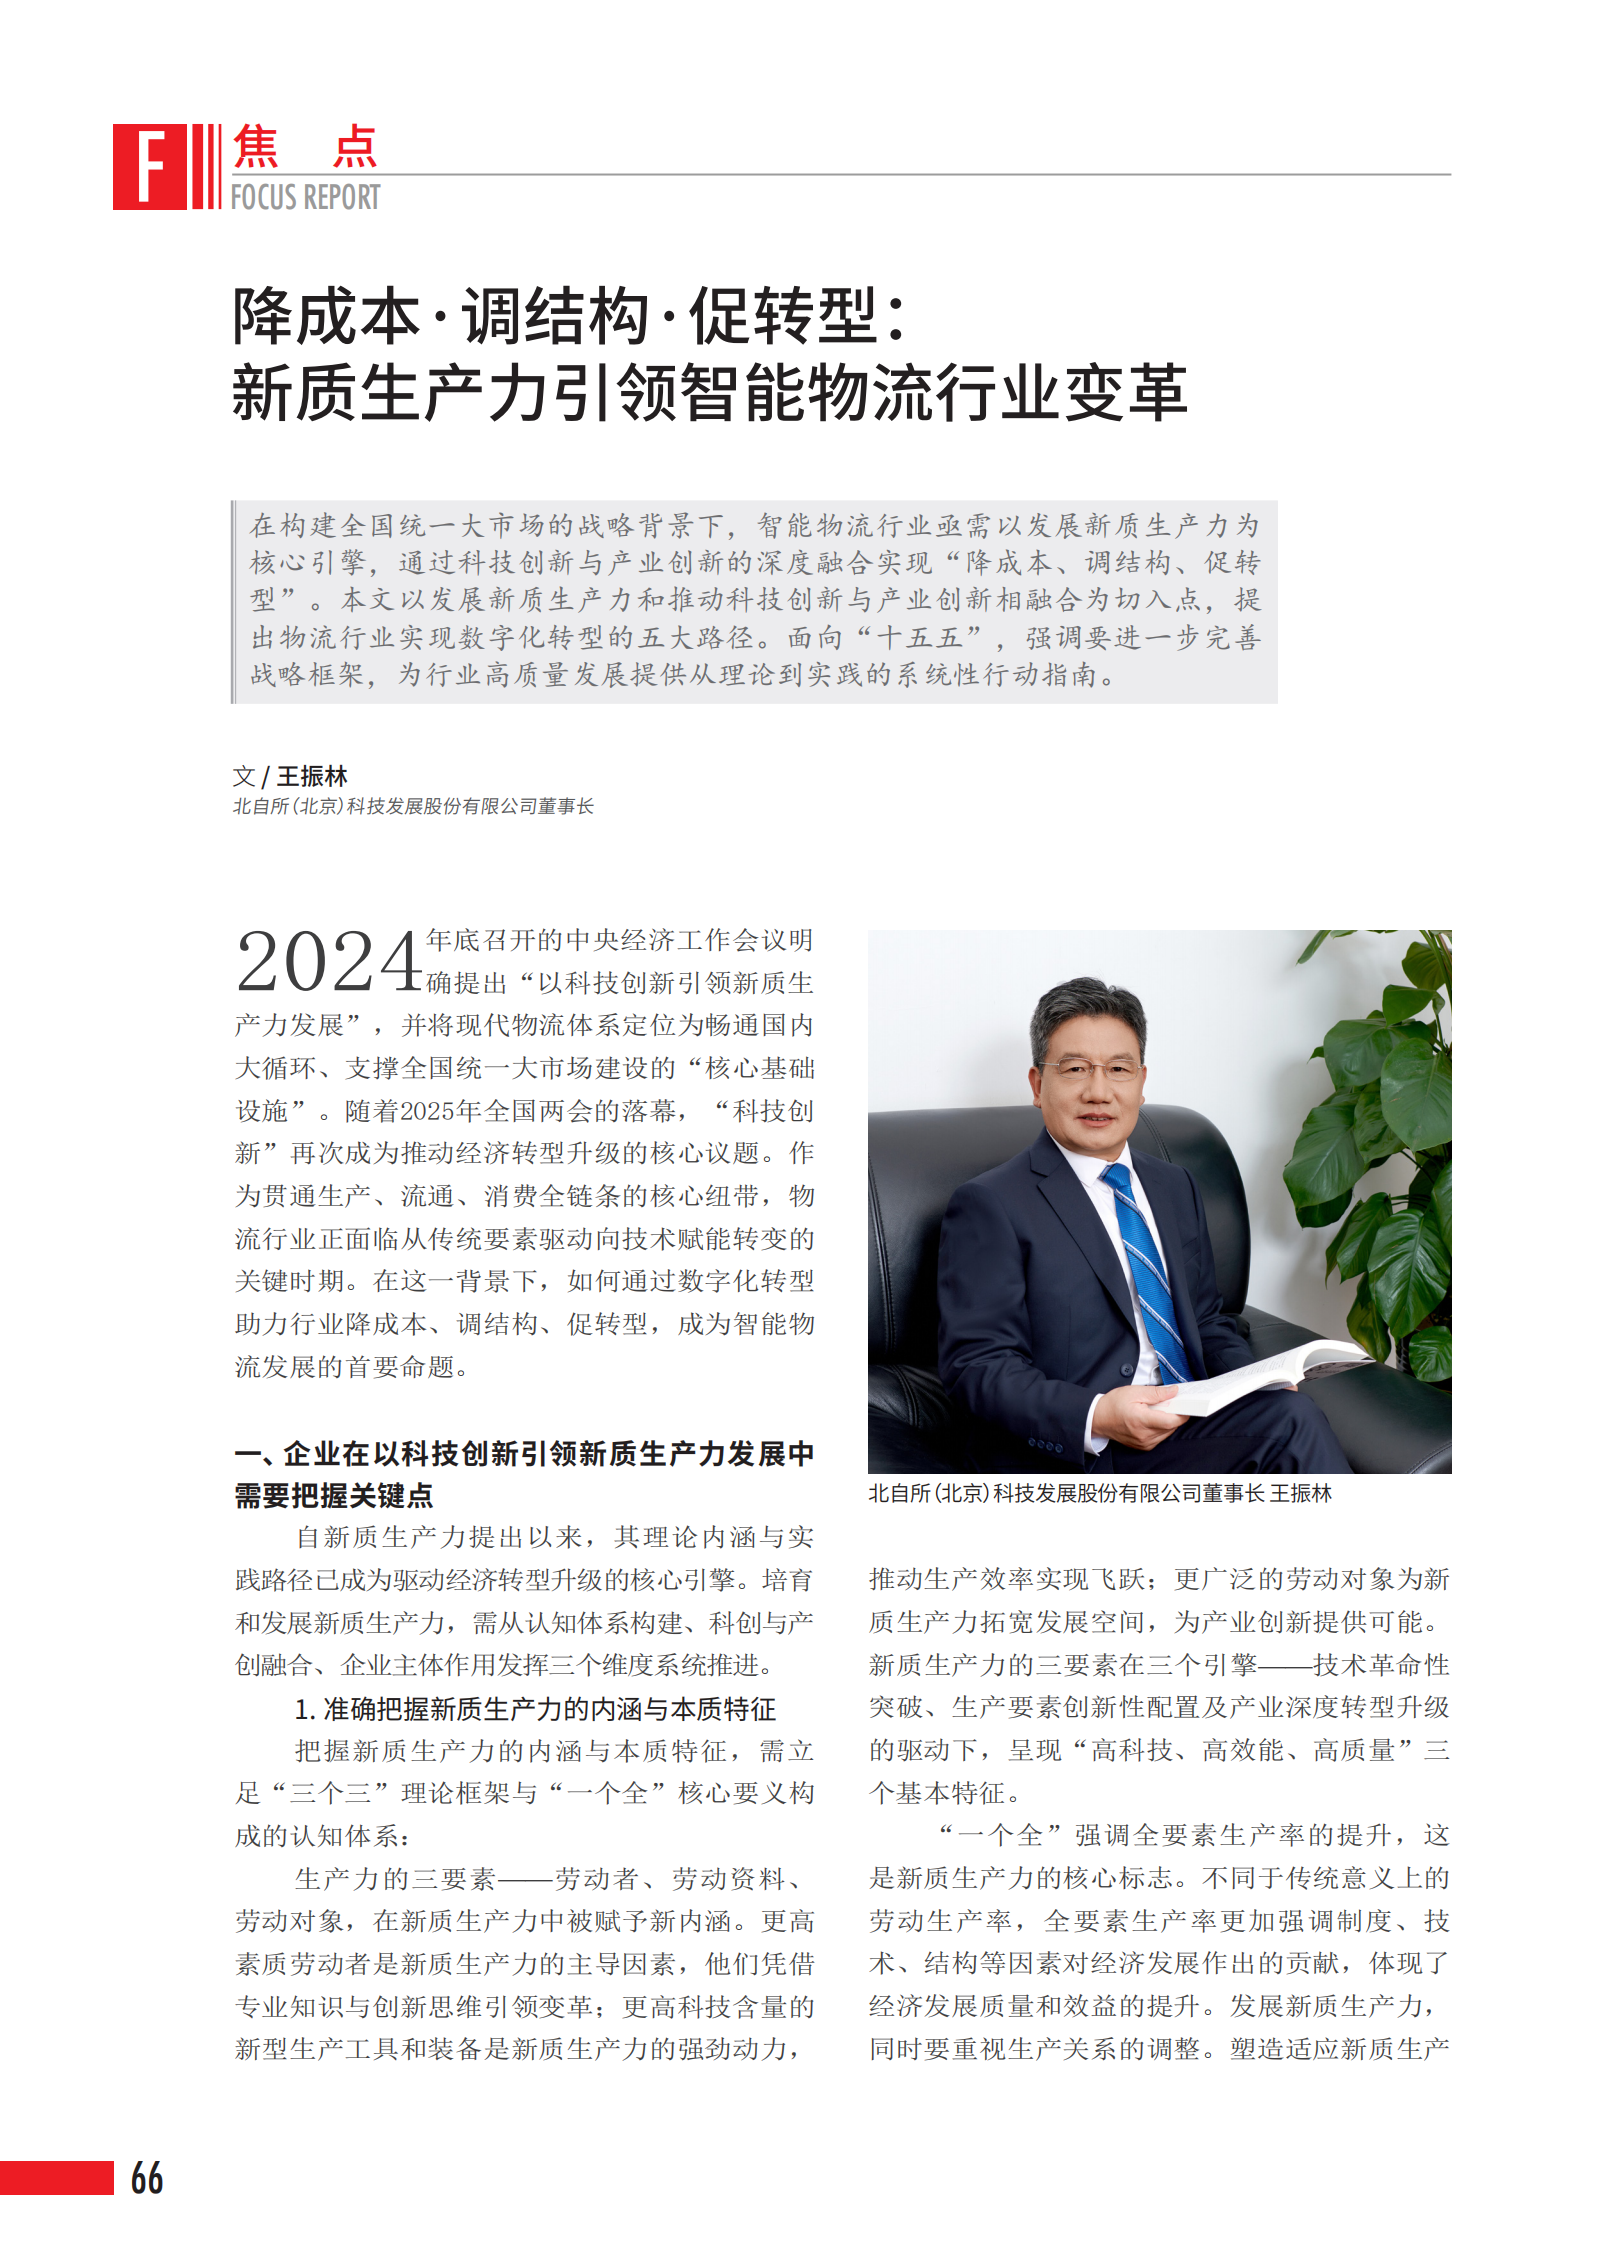 F
焦 点
FOCUS REPORT
降成本·调结构·促转型：
新质生产力引领智能物流行业变革
在构建全国统一大市场的战略背景下，智能物流行业亟需以发展新质生产力为
核心引擎，通过科技创新与产业创新的深度融合实现“降成本、调结构、促转
型”。本文以发展新质生产力和推动科技创新与产业创新相融合为切入点，提
出物流行业实现数字化转型的五大路径。面向“十五五”，强调要进一步完善
战略框架，为行业高质量发展提供从理论到实践的系统性行动指南。
文 / 王振林
北自所（北京）科技发展股份有限公司董事长
2024年底召开的中央经济工作会议明
确提出“以科技创新引领新质生
产力发展”，并将现代物流体系定位为畅通国内
大循环、支撑全国统一大市场建设的“核心基础
设施”。随着2025年全国两会的落幕，“科技创
新”再次成为推动经济转型升级的核心议题。作
为贯通生产、流通、消费全链条的核心纽带，物
流行业正面临从传统要素驱动向技术赋能转变的
关键时期。在这一背景下，如何通过数字化转型
助力行业降成本、调结构、促转型，成为智能物
流发展的首要命题。
一、企业在以科技创新引领新质生产力发展中
需要把握关键点
自新质生产力提出以来，其理论内涵与实
践路径已成为驱动经济转型升级的核心引擎。培育
和发展新质生产力，需从认知体系构建、科创与产
创融合、企业主体作用发挥三个维度系统推进。
1. 准确把握新质生产力的内涵与本质特征
把握新质生产力的内涵与本质特征，需立
足“三个三”理论框架与“一个全”核心要义构
成的认知体系：
生产力的三要素——劳动者、劳动资料、
劳动对象，在新质生产力中被赋予新内涵。更高
素质劳动者是新质生产力的主导因素，他们凭借
专业知识与创新思维引领变革；更高科技含量的
新型生产工具和装备是新质生产力的强劲动力，
北自所（北京）科技发展股份有限公司董事长 王振林
推动生产效率实现飞跃；更广泛的劳动对象为新
质生产力拓宽发展空间，为产业创新提供可能。
新质生产力的三要素在三个引擎——技术革命性
突破、生产要素创新性配置及产业深度转型升级
的驱动下，呈现“高科技、高效能、高质量”三
个基本特征。
“一个全”强调全要素生产率的提升，这
是新质生产力的核心标志。不同于传统意义上的
劳动生产率，全要素生产率更加强调制度、技
术、结构等因素对经济发展作出的贡献，体现了
经济发展质量和效益的提升。发展新质生产力，
同时要重视生产关系的调整。塑造适应新质生产
66